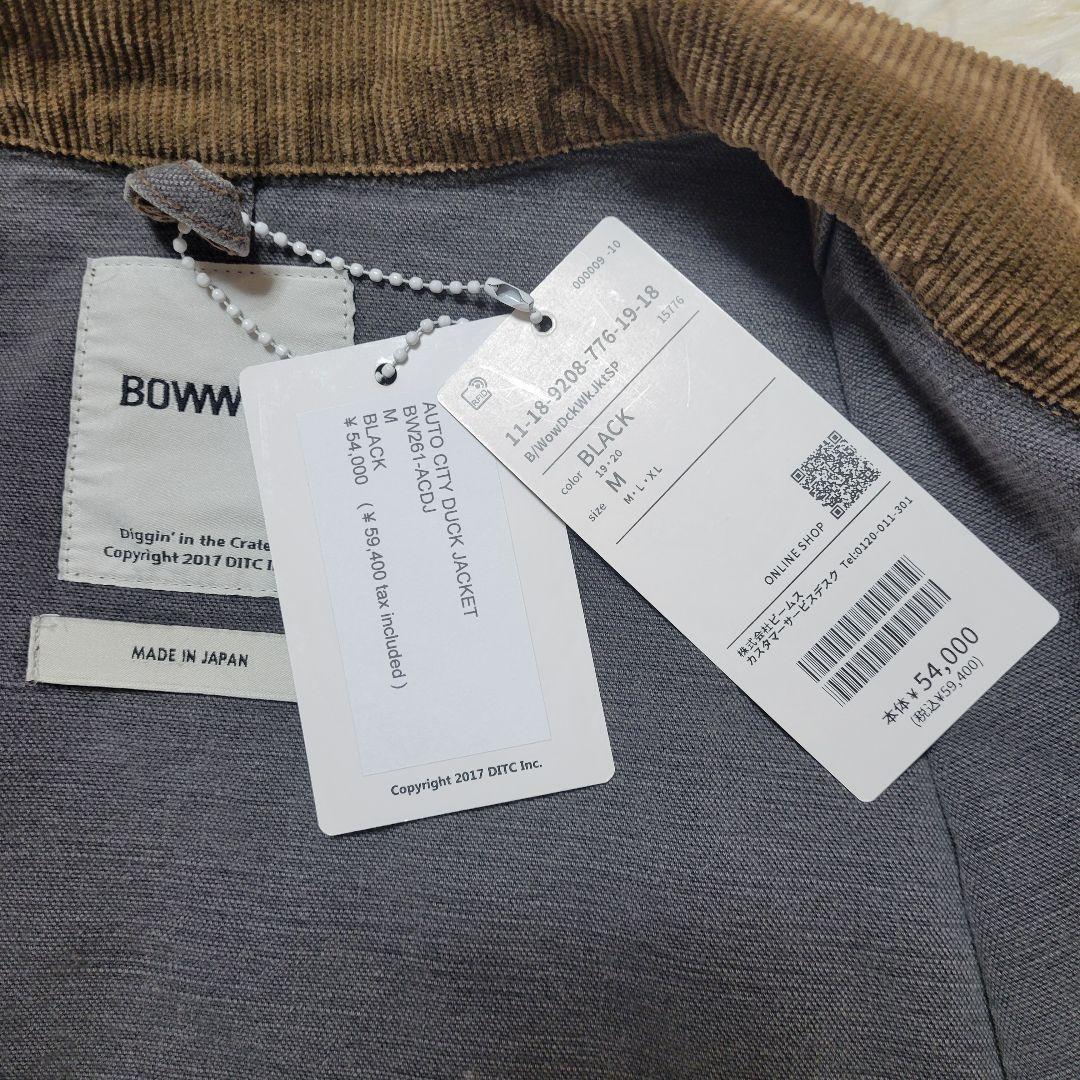 BOWW
Diggin' in the Crate
Copyright 2017 DITC I
MADE IN JAPAN
AUTO CITY DUCK JACKET
BW261-ACDJ
M
BLACK
￥54,000 (￥59,400 tax included)
Copyright 2017 DITC Inc.
000009 -10
RFID
11-18-9208-776-19-18
B/WowDckWkJktSP 15776
color BLACK
19・20
size M
M・L・XL
ONLINE SHOP
株式会社ビームス
カスタマーサービスデスク Tel:0120-011-301
本体￥54,000
(税込¥59,400)